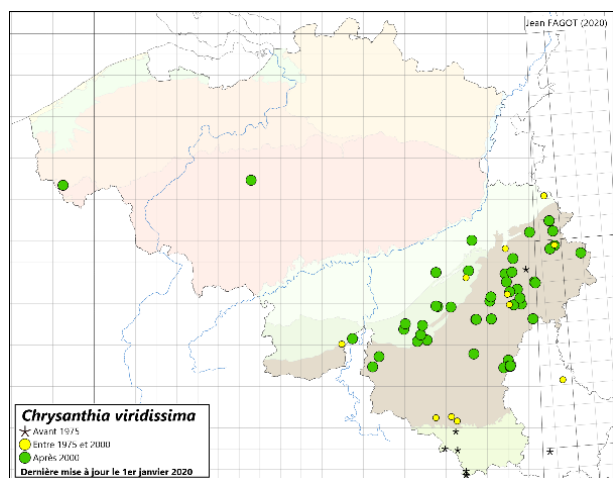 Jean FAGOT (2020)
Chrysanthia viridissima
Avant 1975
Entre 1975 et 2000
Après 2000
Dernière mise à jour le 1er janvier 2020